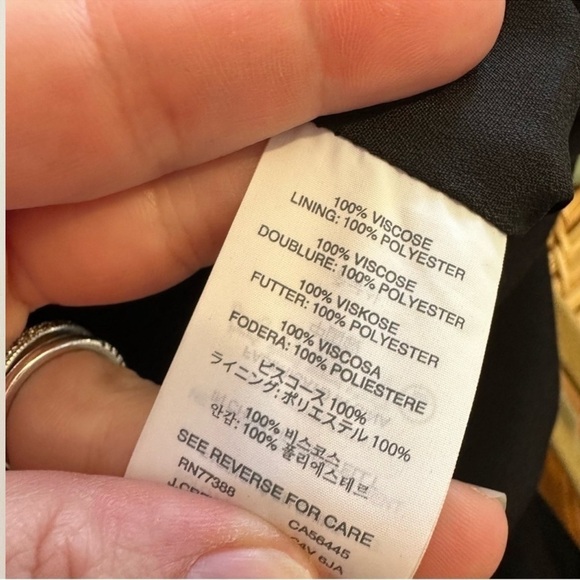 100% VISCOSE
LINING: 100% POLYESTER
100% VISCOSE
DOUBLURE: 100% POLYESTER
100% VISKOSE
FUTTER: 100% POLYESTER
100% VISCOSA
FODERA: 100% POLIESTERE
ビスコース 100%
ライニング: ポリエステル 100%
100% 비스코스
안감: 100% 폴리에스테르
SEE REVERSE FOR CARE
RN77388 CA56445
6JA